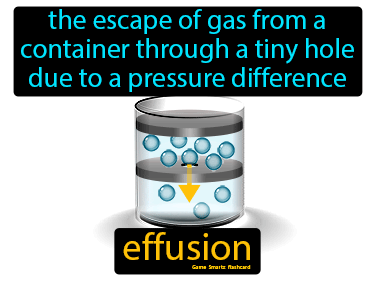 the escape of gas from a
container through a tiny hole
due to a pressure difference
effusion
Game Smartz Flashcard